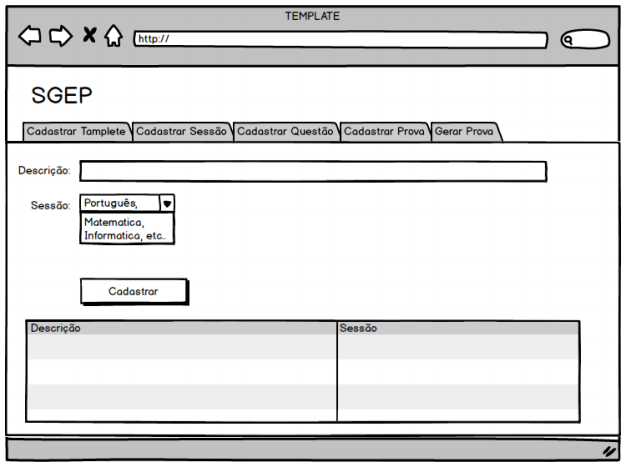 TEMPLATE
http://
SGEP
Cadastrar Tamplete Cadastrar Sessão Cadastrar Questão Cadastrar Prova Gerar Prova
Descrição:
Sessão: Português,
Matematica,
Informatica, etc..
Cadastrar
Descrição Sessão